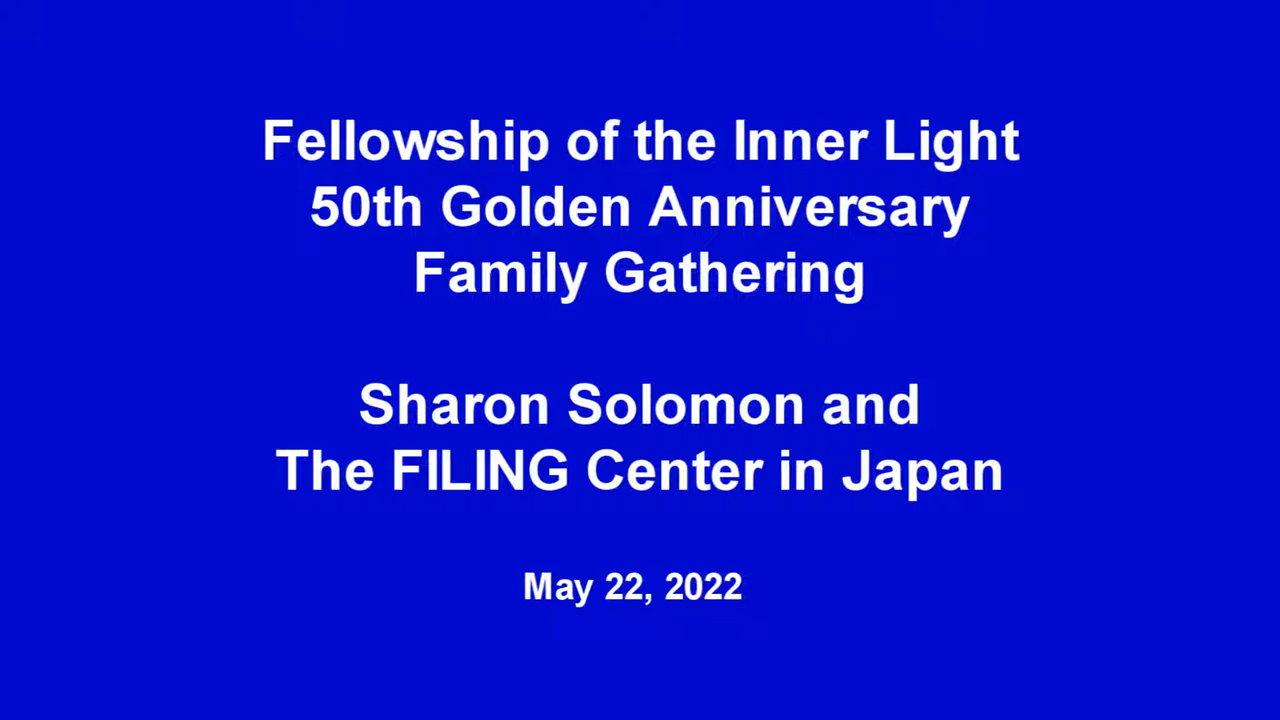 Fellowship of the Inner Light
50th Golden Anniversary
Family Gathering
Sharon Solomon and
The FILING Center in Japan
May 22, 2022